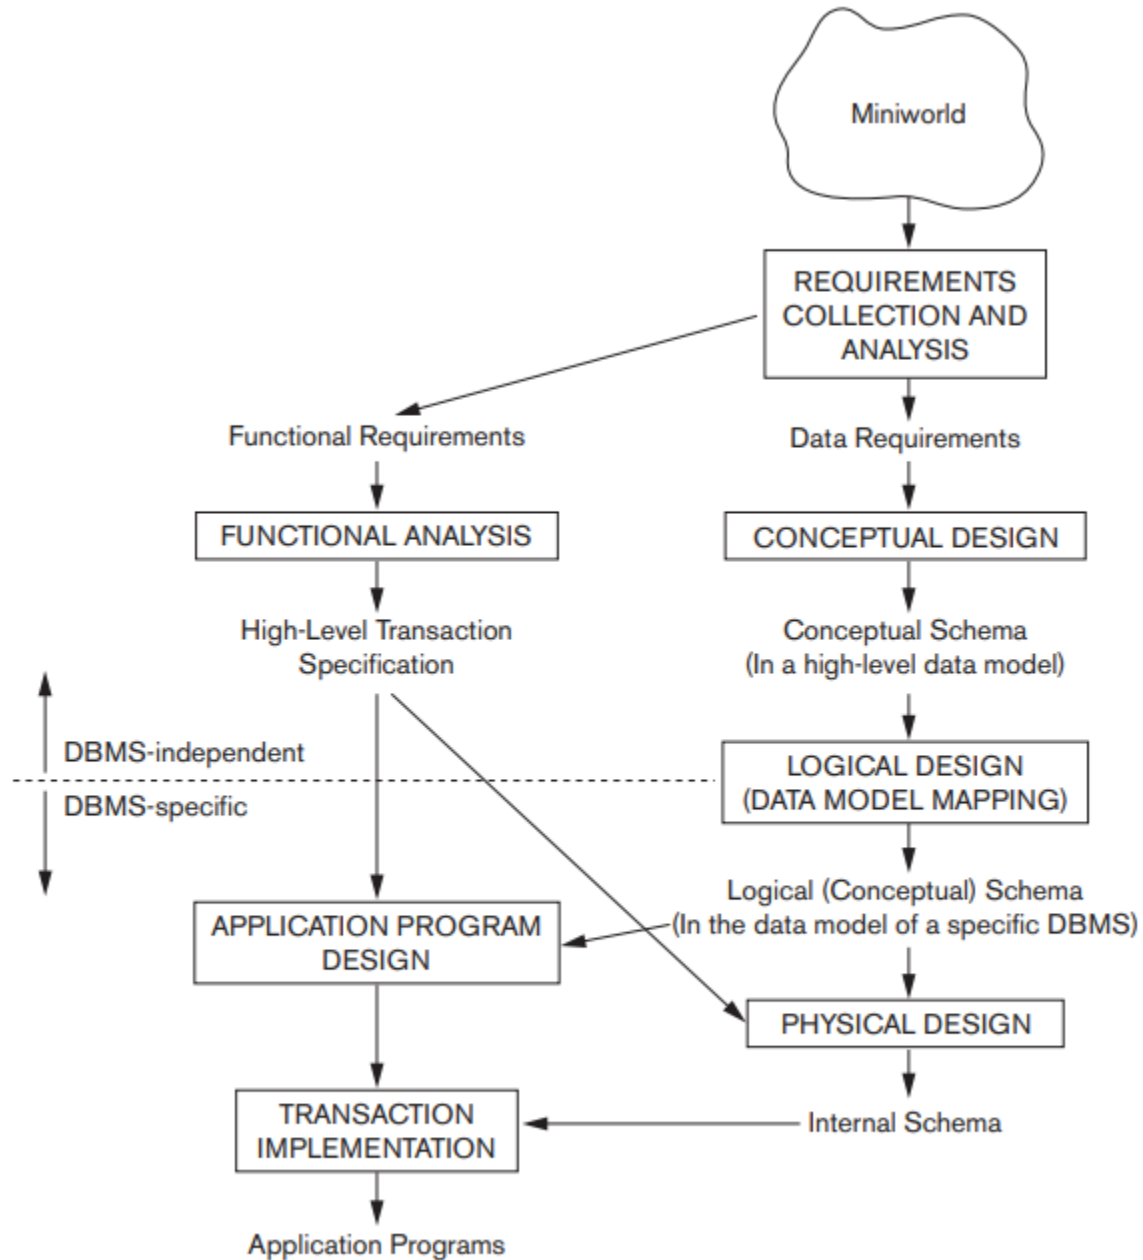 Miniworld
REQUIREMENTS
COLLECTION AND
ANALYSIS
Functional Requirements
Data Requirements
FUNCTIONAL ANALYSIS
CONCEPTUAL DESIGN
High-Level Transaction
Specification
Conceptual Schema
(In a high-level data model)
DBMS-independent
DBMS-specific
LOGICAL DESIGN
(DATA MODEL MAPPING)
Logical (Conceptual) Schema
(In the data model of a specific DBMS)
APPLICATION PROGRAM
DESIGN
PHYSICAL DESIGN
TRANSACTION
IMPLEMENTATION
Internal Schema
Application Programs